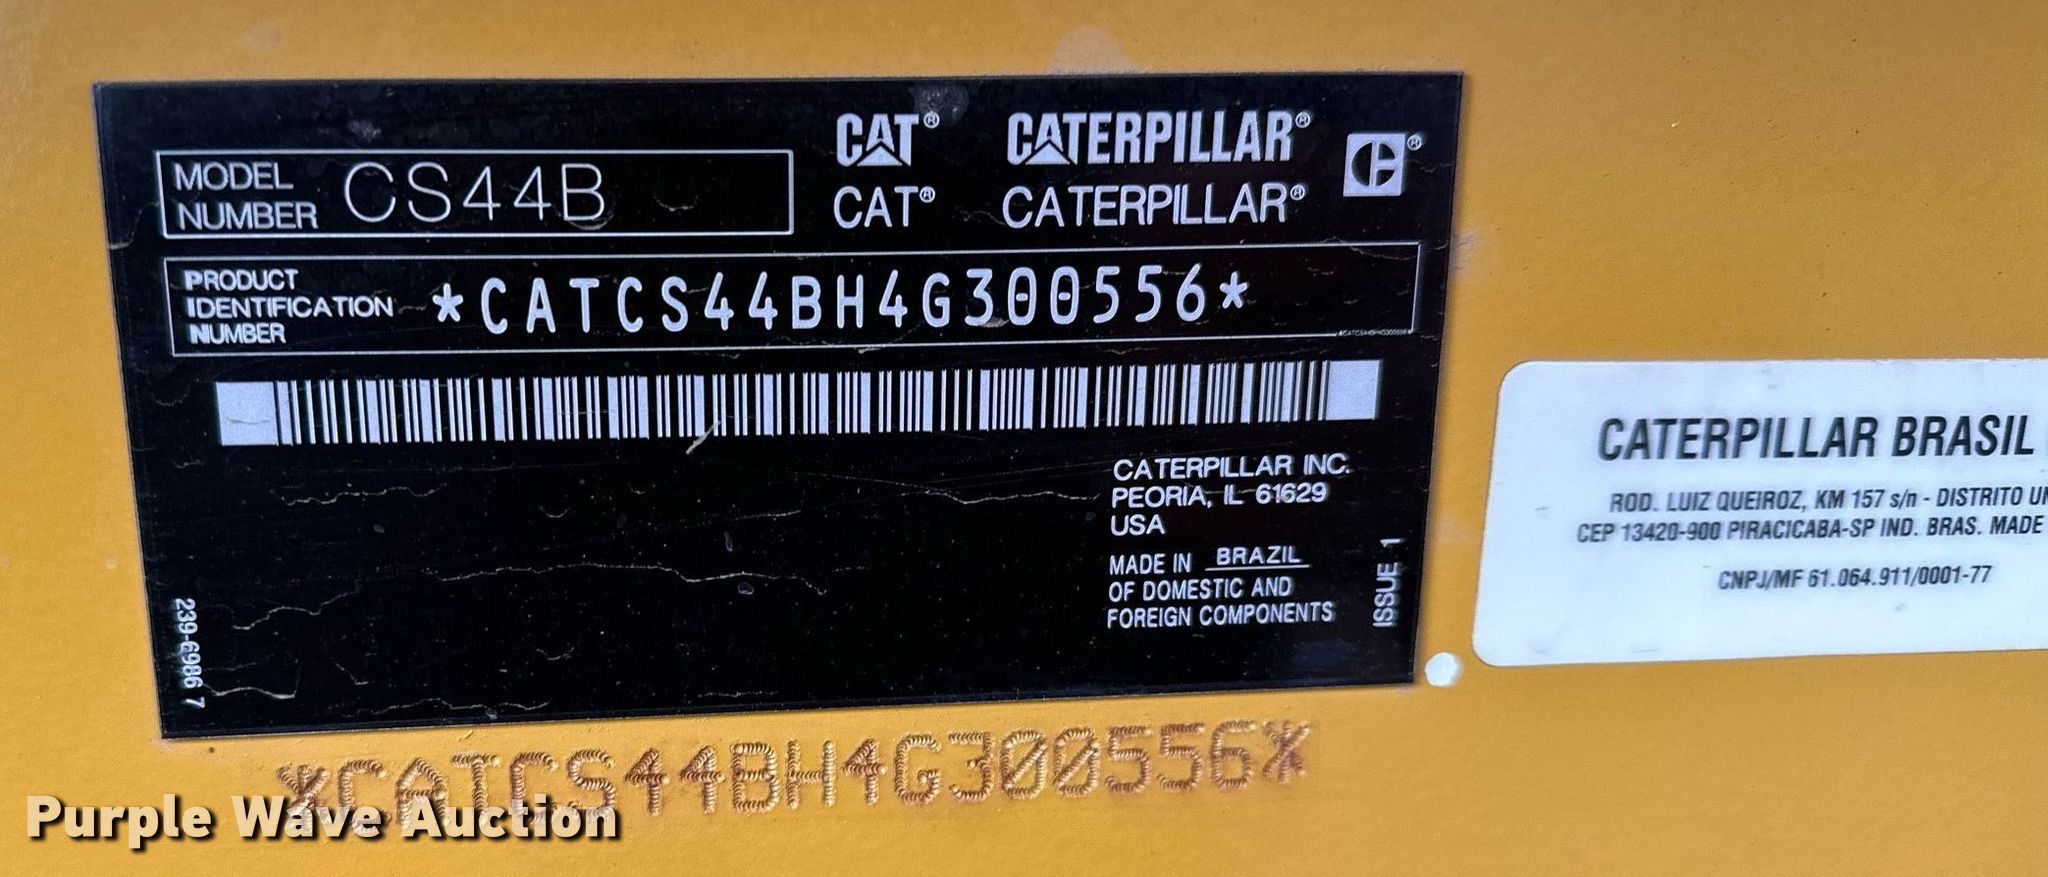 CAT® CATERPILLAR®
MODEL NUMBER CS44B
CAT® CATERPILLAR®
PRODUCT IDENTIFICATION NUMBER *CATCS44BH4G300556*
CATERPILLAR INC.
PEORIA, IL 61629
USA
MADE IN BRAZIL
OF DOMESTIC AND
FOREIGN COMPONENTS
ISSUE 1
239-6986 7
*CATCS44BH4G300556*
CATERPILLAR BRASIL
ROD. LUIZ QUEIROZ, KM 157 s/n - DISTRITO
CEP 13420-900 PIRACICABA-SP IND. BRAS. MADE
CNPJ/MF 61.064.911/0001-77
Purple Wave Auction